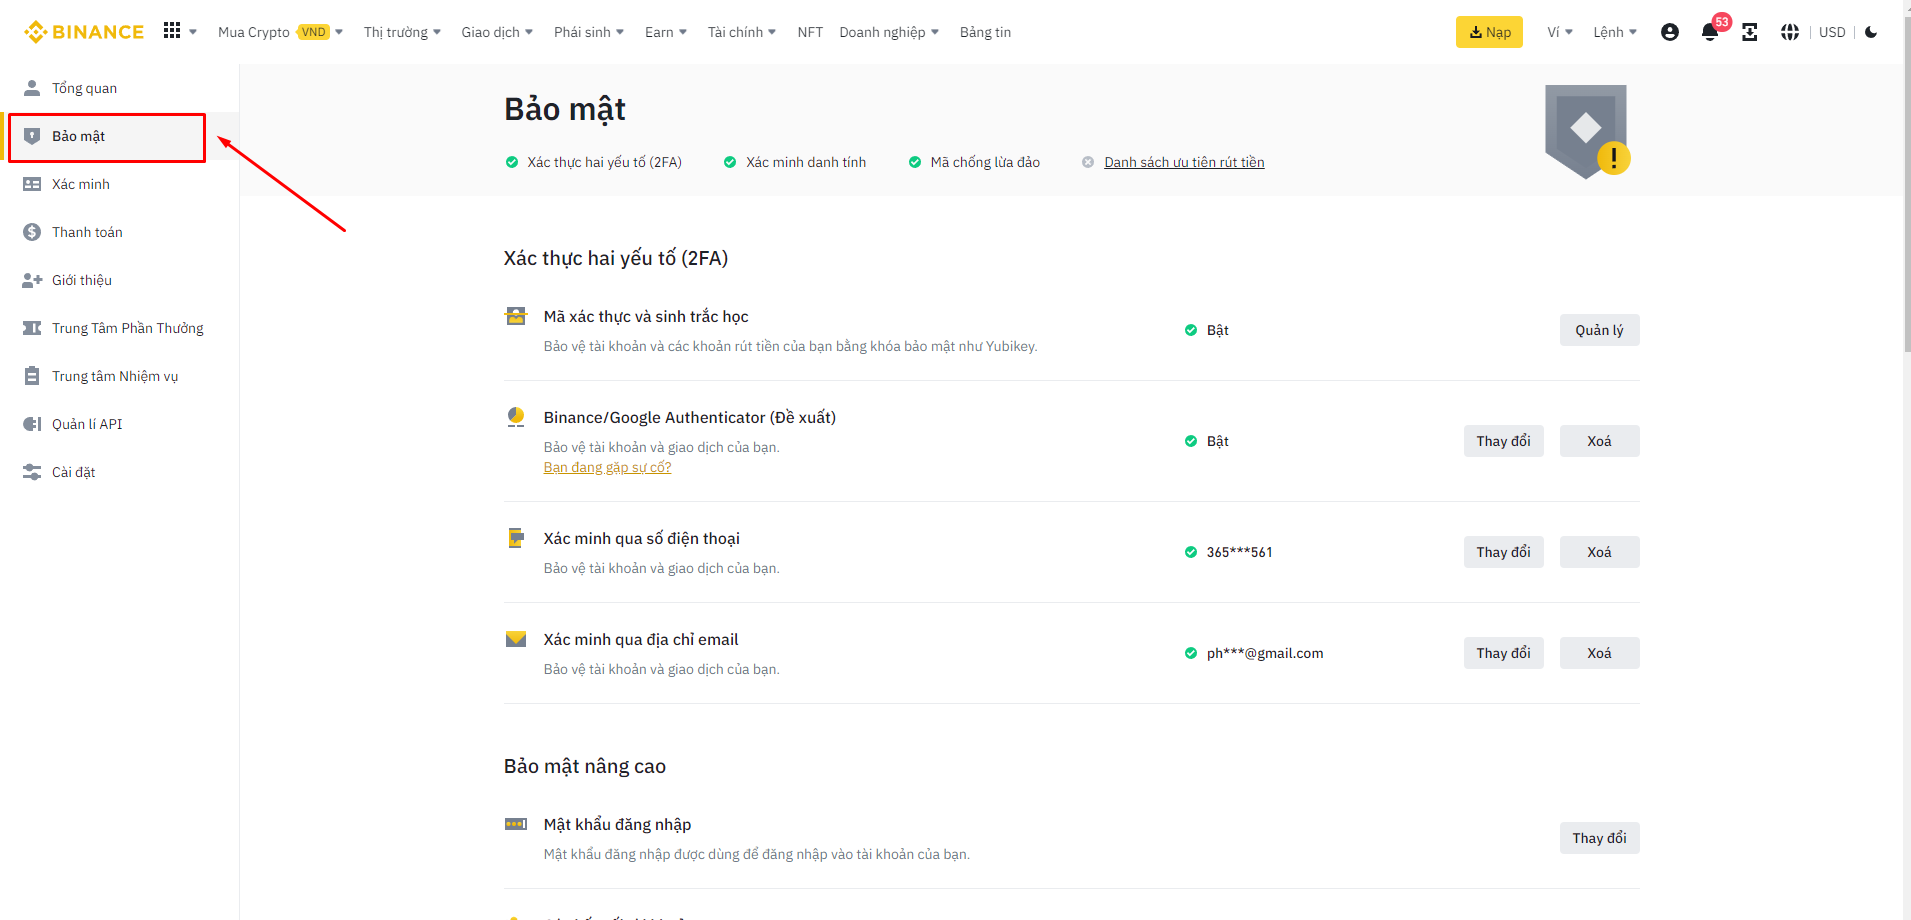 BINANCE
Mua Crypto VND Thị trường Giao dịch Phái sinh Earn Tài chính NFT Doanh nghiệp Bảng tin
Nạp Ví Lệnh 53 USD
Tổng quan
Bảo mật
Xác minh
Thanh toán
Giới thiệu
Trung Tâm Phần Thưởng
Trung tâm Nhiệm vụ
Quản lí API
Cài đặt
Bảo mật
Xác thực hai yếu tố (2FA) Xác minh danh tính Mã chống lừa đảo Danh sách ưu tiên rút tiền
Xác thực hai yếu tố (2FA)
Mã xác thực và sinh trắc học
Bảo vệ tài khoản và các khoản rút tiền của bạn bằng khóa bảo mật như Yubikey.
Bật
Quản lý
Binance/Google Authenticator (Đề xuất)
Bảo vệ tài khoản và giao dịch của bạn.
Bạn đang gặp sự cố?
Bật
Thay đổi Xoá
Xác minh qua số điện thoại
Bảo vệ tài khoản và giao dịch của bạn.
365***561
Thay đổi Xoá
Xác minh qua địa chỉ email
Bảo vệ tài khoản và giao dịch của bạn.
ph***@gmail.com
Thay đổi Xoá
Bảo mật nâng cao
Mật khẩu đăng nhập
Mật khẩu đăng nhập được dùng để đăng nhập vào tài khoản của bạn.
Thay đổi